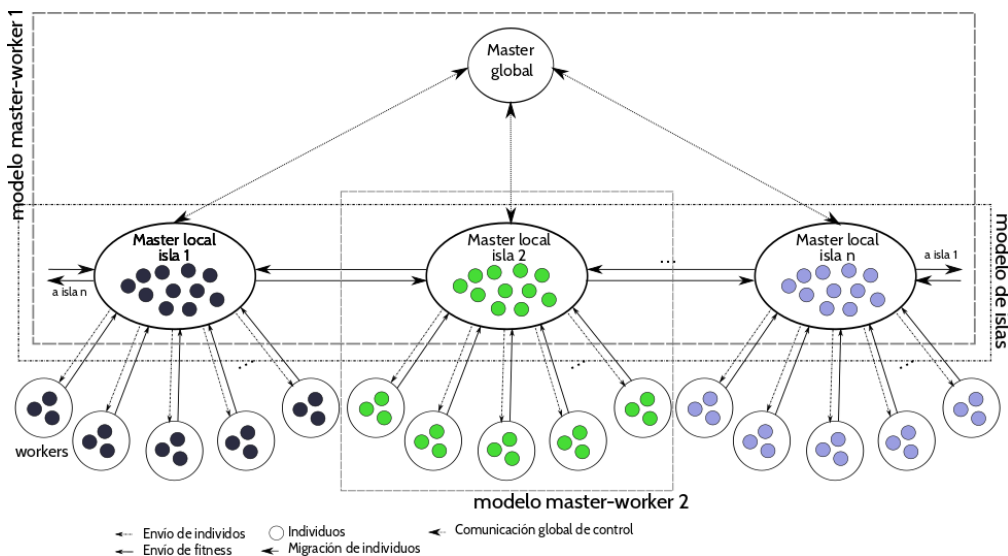 modelo master-worker 1
Master
global
modelo de islas
Master local
isla 1
Master local
isla 2
Master local
isla n
...
a isla 1
a isla n
...
...
...
workers
modelo master-worker 2
Envío de individos
Individuos
Comunicación global de control
Envío de fitness
Migración de individuos